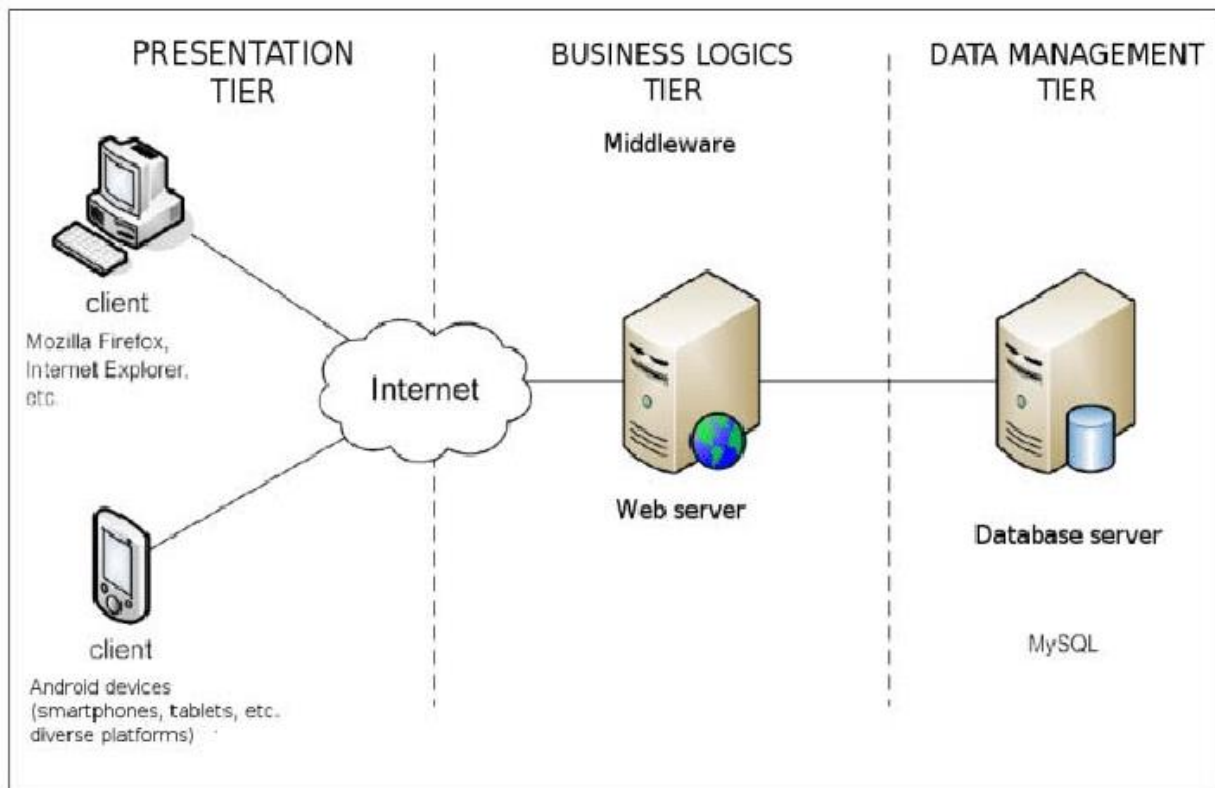 PRESENTATION
TIER
BUSINESS LOGICS
TIER
DATA MANAGEMENT
TIER
Middleware
client
Mozilla Firefox,
Internet Explorer,
etc.
Internet
Web server
Database server
client
MySQL
Android devices
(smartphones, tablets, etc.
diverse platforms)